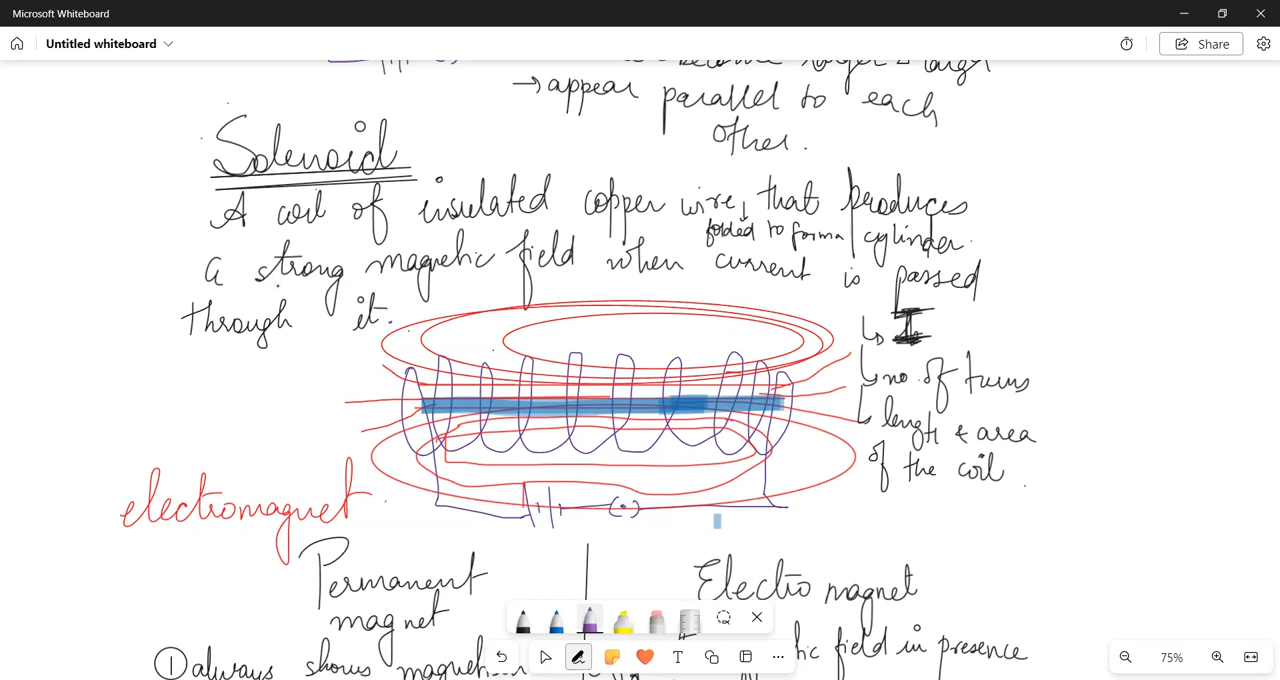 Microsoft Whiteboard
Untitled whiteboard
Share
→ appear parallel to each
other.
Solenoid
A coil of insulated copper wire, that produces
folded to form a cylinder.
a strong magnetic field when current is passed
through it.
↳ I
↳ no. of turns
↳ length & area
of the coil
electromagnet
Permanent
magnet
Electro magnet
① always shows
field in presence
75%